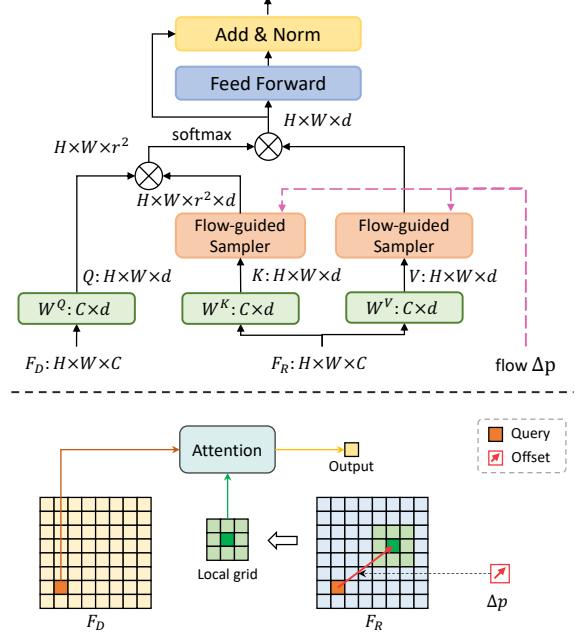 Add & Norm
Feed Forward
H×W×d
softmax
H×W×r²
H×W×r²×d
Flow-guided
Sampler
Flow-guided
Sampler
Q: H×W×d
K: H×W×d
V: H×W×d
W^Q: C×d
W^K: C×d
W^V: C×d
F_D: H×W×C
F_R: H×W×C
flow Δp
Attention
Output
Query
Offset
Local grid
Δp
F_D
F_R